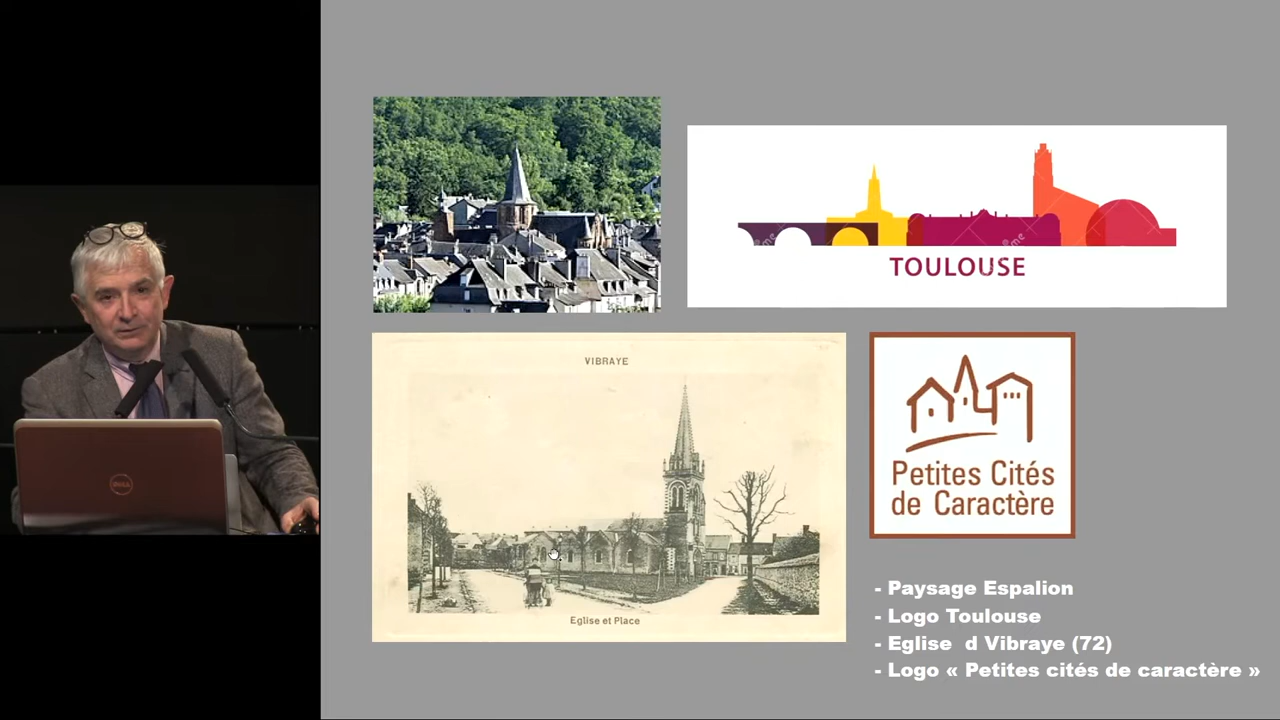 TOULOUSE
VIBRAYE
Eglise et Place
Petites Cités
de Caractère
DELL
- Paysage Espalion
- Logo Toulouse
- Eglise  d Vibraye (72)
- Logo « Petites cités de caractère »